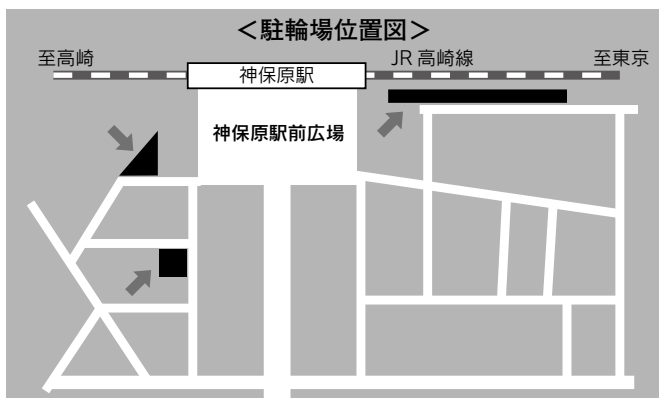 ＜駐輪場位置図＞
至高崎
JR 高崎線
至東京
神保原駅
神保原駅前広場